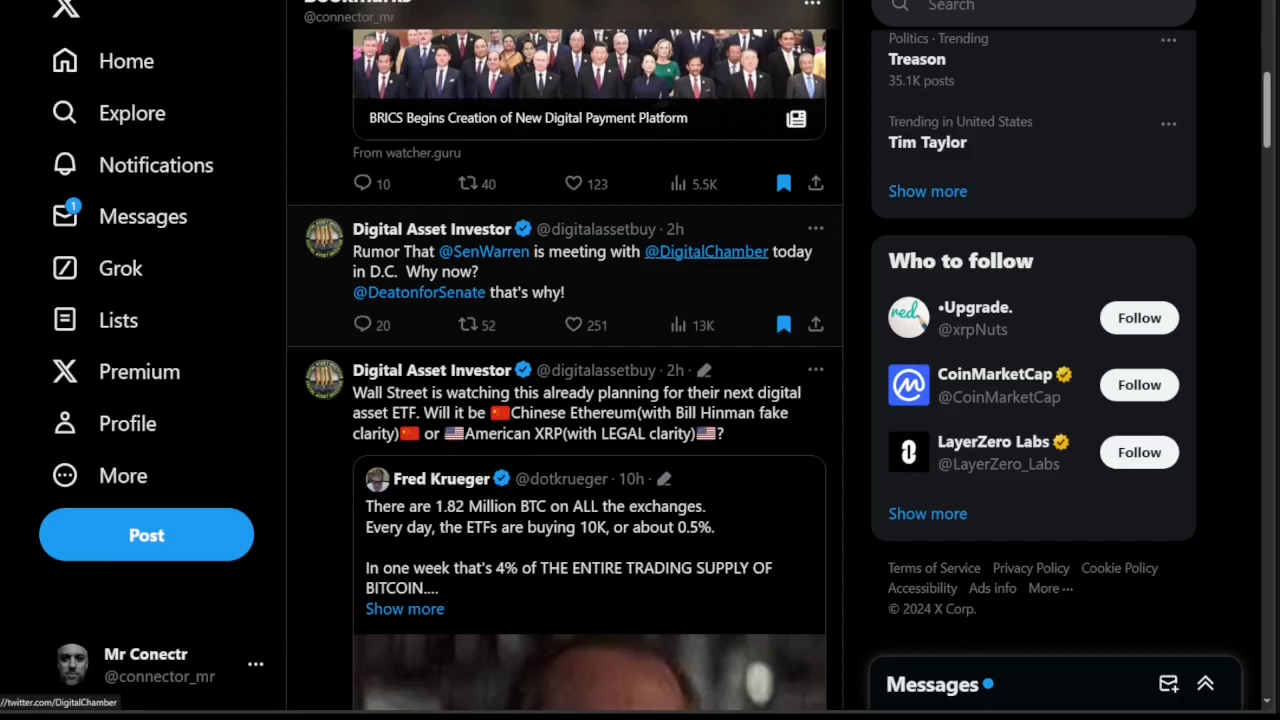 Home
Explore
Notifications
1
Messages
Grok
Lists
Premium
Profile
More
Post
Mr Conectr
@connector_mr
//twitter.com/DigitalChamber
@connector_mr
BRICS Begins Creation of New Digital Payment Platform
From watcher.guru
10 40 123 5.5K
Digital Asset Investor @digitalassetbuy · 2h
Rumor That @SenWarren is meeting with @DigitalChamber today
in D.C. Why now?
@DeatonforSenate that's why!
20 52 251 13K
Digital Asset Investor @digitalassetbuy · 2h ·
Wall Street is watching this already planning for their next digital
asset ETF. Will it be 🇨🇳Chinese Ethereum(with Bill Hinman fake
clarity)🇨🇳 or 🇺🇸American XRP(with LEGAL clarity)🇺🇸?
Fred Krueger @dotkrueger · 10h ·
There are 1.82 Million BTC on ALL the exchanges.
Every day, the ETFs are buying 10K, or about 0.5%.
In one week that's 4% of THE ENTIRE TRADING SUPPLY OF
BITCOIN....
Show more
Search
Politics · Trending
Treason
35.1K posts
Trending in United States
Tim Taylor
Show more
Who to follow
red
•Upgrade.
@xrpNuts
Follow
CoinMarketCap
@CoinMarketCap
Follow
LayerZero Labs
@LayerZero_Labs
Follow
Show more
Terms of Service Privacy Policy Cookie Policy
Accessibility Ads info More ···
© 2024 X Corp.
Messages